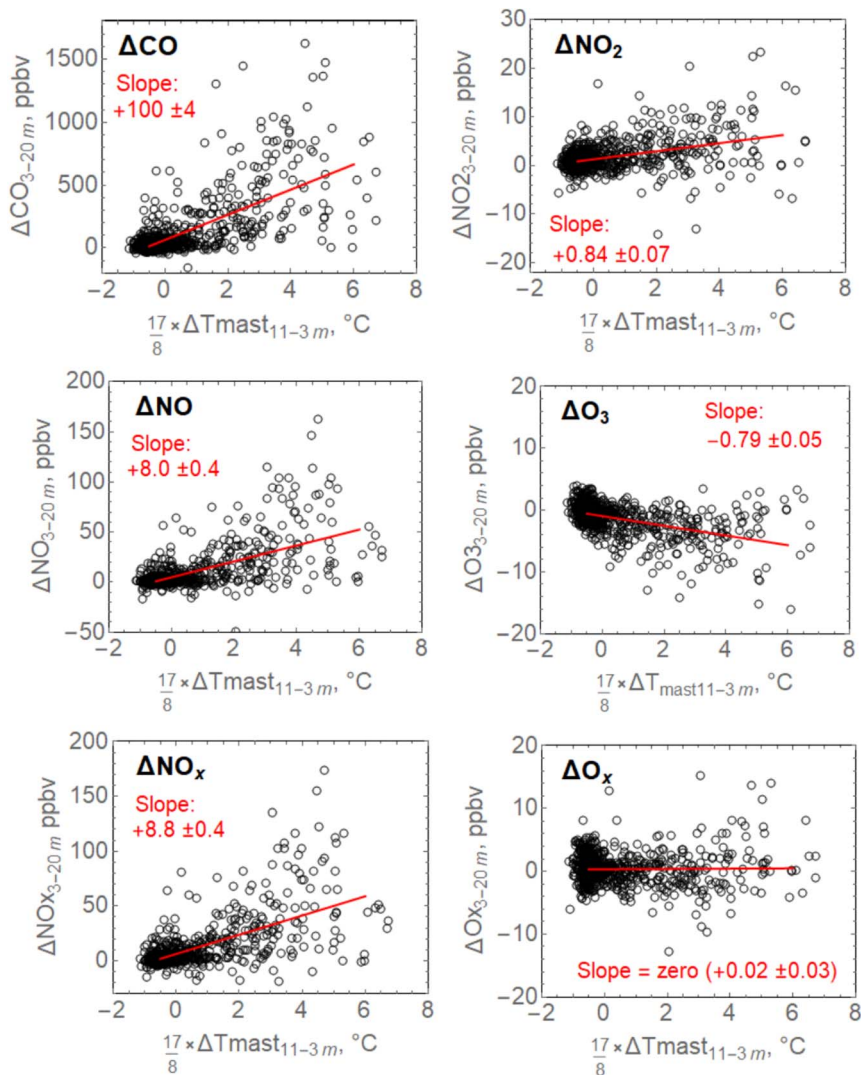 ΔCO
Slope:
+100 ±4
1500
1000
500
0
ΔCO3−20 m, ppbv
−2 0 2 4 6 8
17/8 × ΔTmast11−3 m, °C
ΔNO2
30
20
10
0
−10
−20
ΔNO23−20 m, ppbv
Slope:
+0.84 ±0.07
−2 0 2 4 6 8
17/8 × ΔTmast11−3 m, °C
ΔNO
Slope:
+8.0 ±0.4
200
150
100
50
0
−50
ΔNO3−20 m, ppbv
−2 0 2 4 6 8
17/8 × ΔTmast11−3 m, °C
ΔO3
Slope:
−0.79 ±0.05
20
10
0
−10
−20
ΔO33−20 m, ppbv
−2 0 2 4 6 8
17/8 × ΔTmast11−3 m, °C
ΔNOx
Slope:
+8.8 ±0.4
200
150
100
50
0
ΔNOx3−20 m, ppbv
−2 0 2 4 6 8
17/8 × ΔTmast11−3 m, °C
ΔOx
20
10
0
−10
−20
ΔOx3−20 m, ppbv
Slope = zero (+0.02 ±0.03)
−2 0 2 4 6 8
17/8 × ΔTmast11−3 m, °C